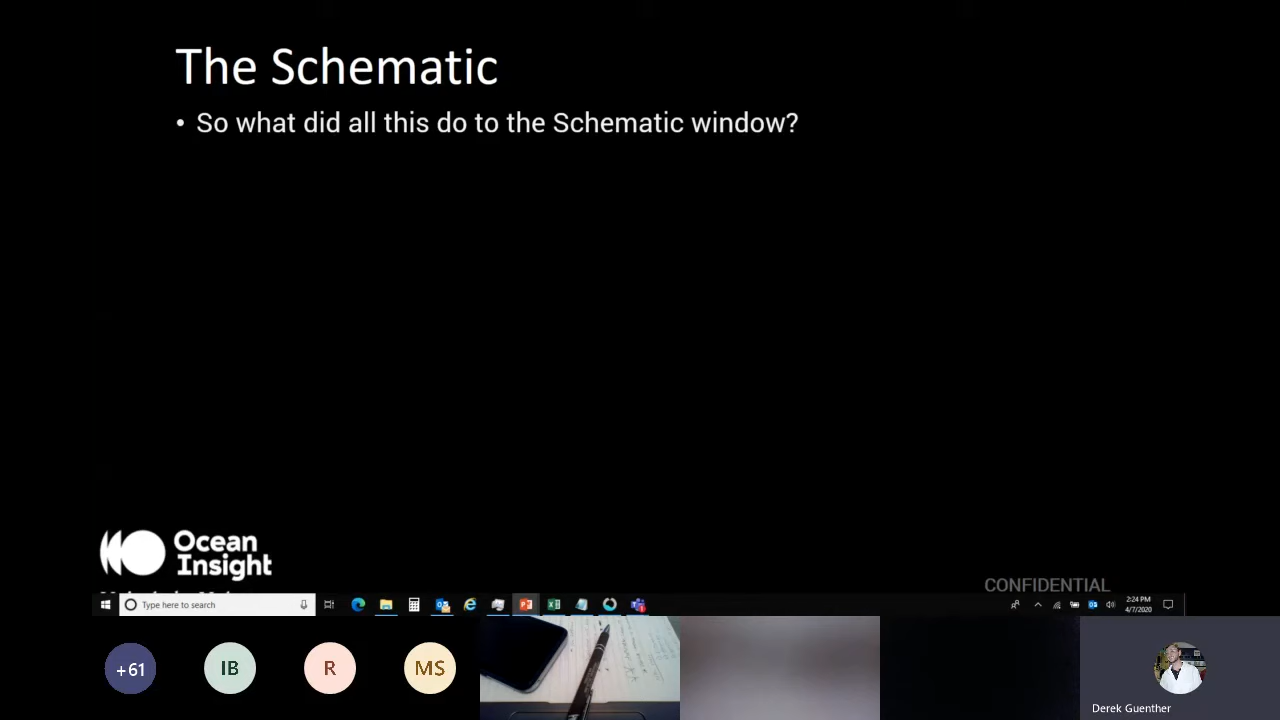 The Schematic
• So what did all this do to the Schematic window?
Ocean
Insight
CONFIDENTIAL
Type here to search
2:24 PM
4/7/2020
+61
IB
R
MS
Derek Guenther